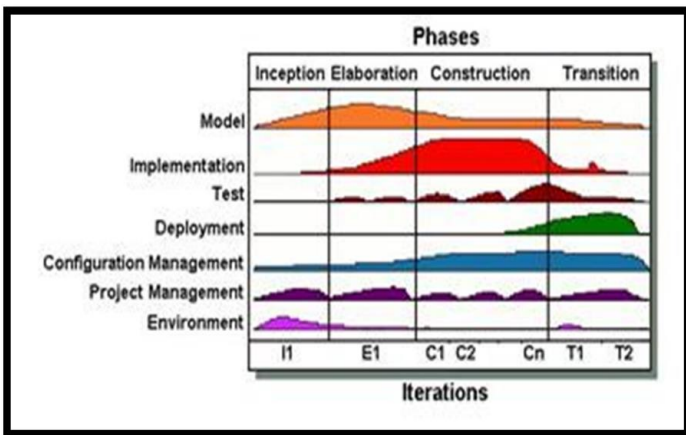 Phases
Inception Elaboration Construction Transition
Model
Implementation
Test
Deployment
Configuration Management
Project Management
Environment
I1 E1 C1 C2 Cn T1 T2
Iterations